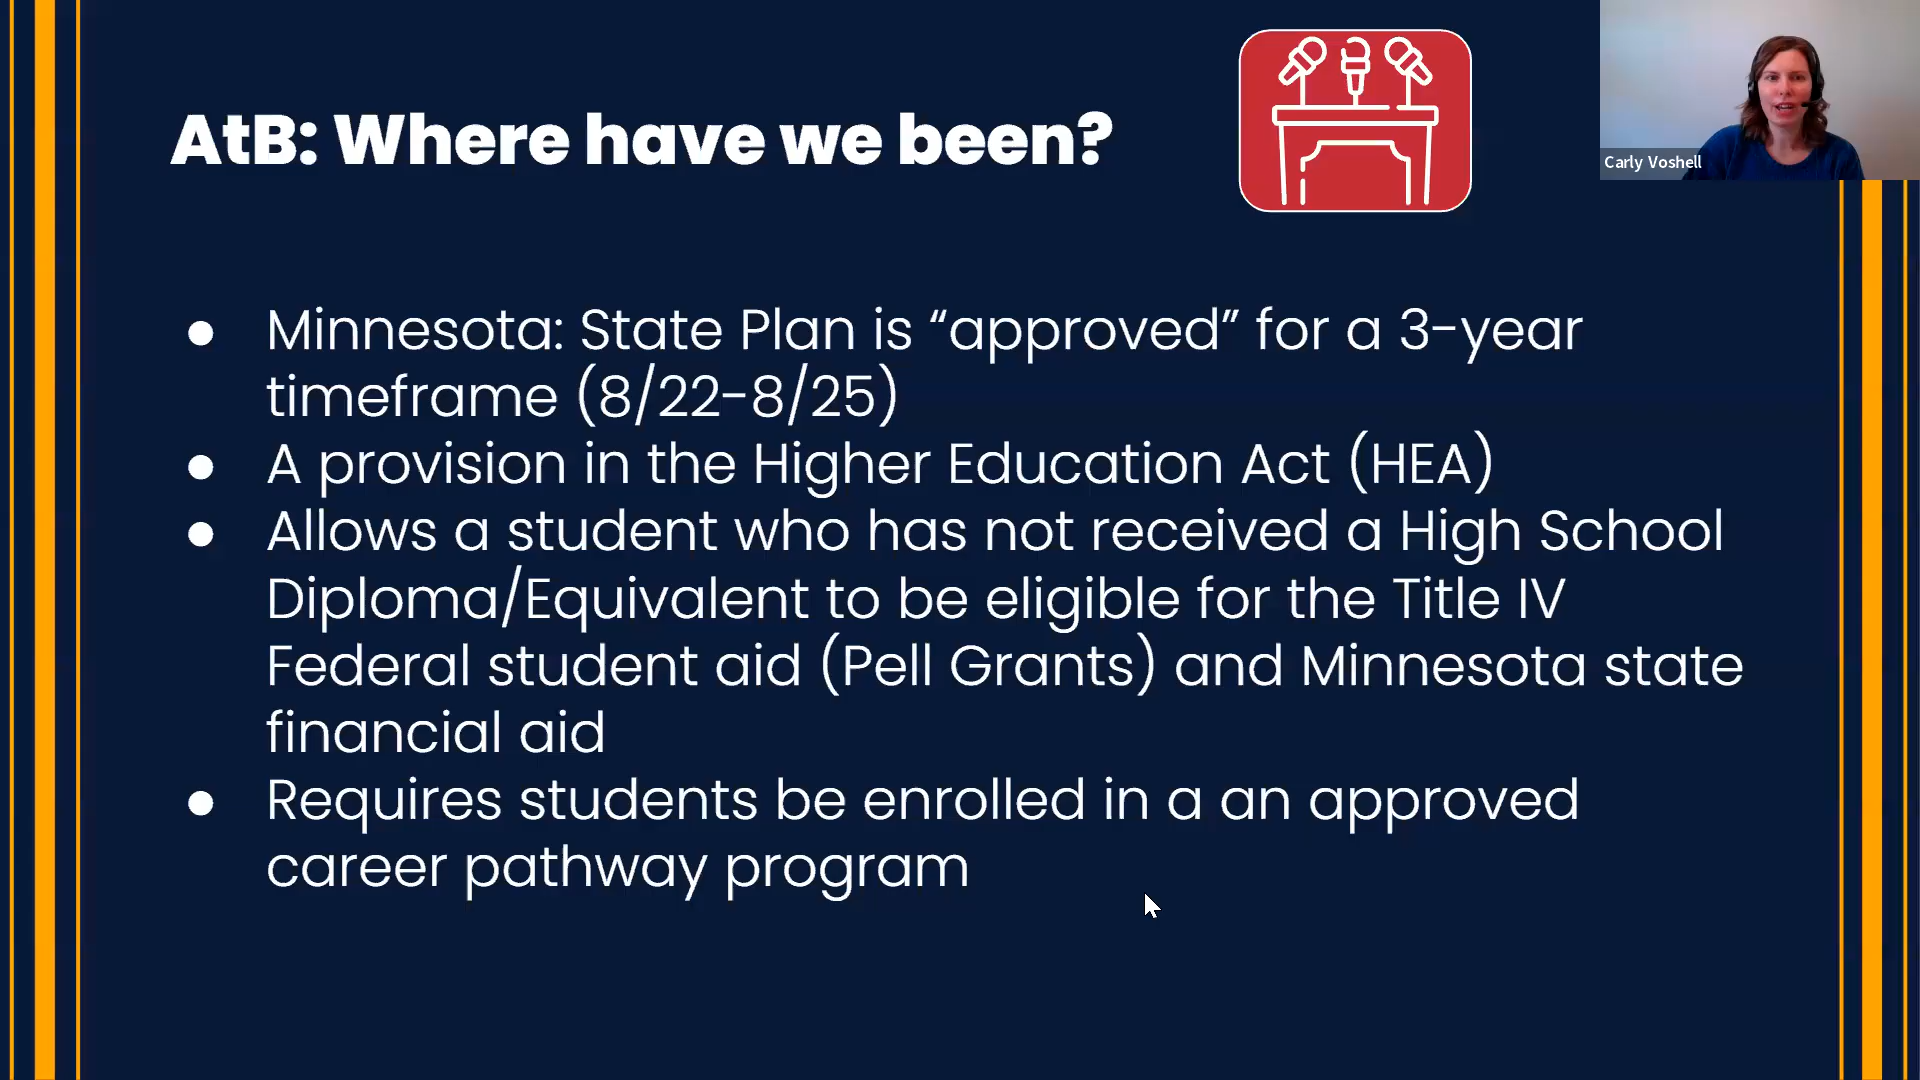 AtB: Where have we been?
Carly Voshell
● Minnesota: State Plan is “approved” for a 3-year
timeframe (8/22-8/25)
● A provision in the Higher Education Act (HEA)
● Allows a student who has not received a High School
Diploma/Equivalent to be eligible for the Title IV
Federal student aid (Pell Grants) and Minnesota state
financial aid
● Requires students be enrolled in a an approved
career pathway program